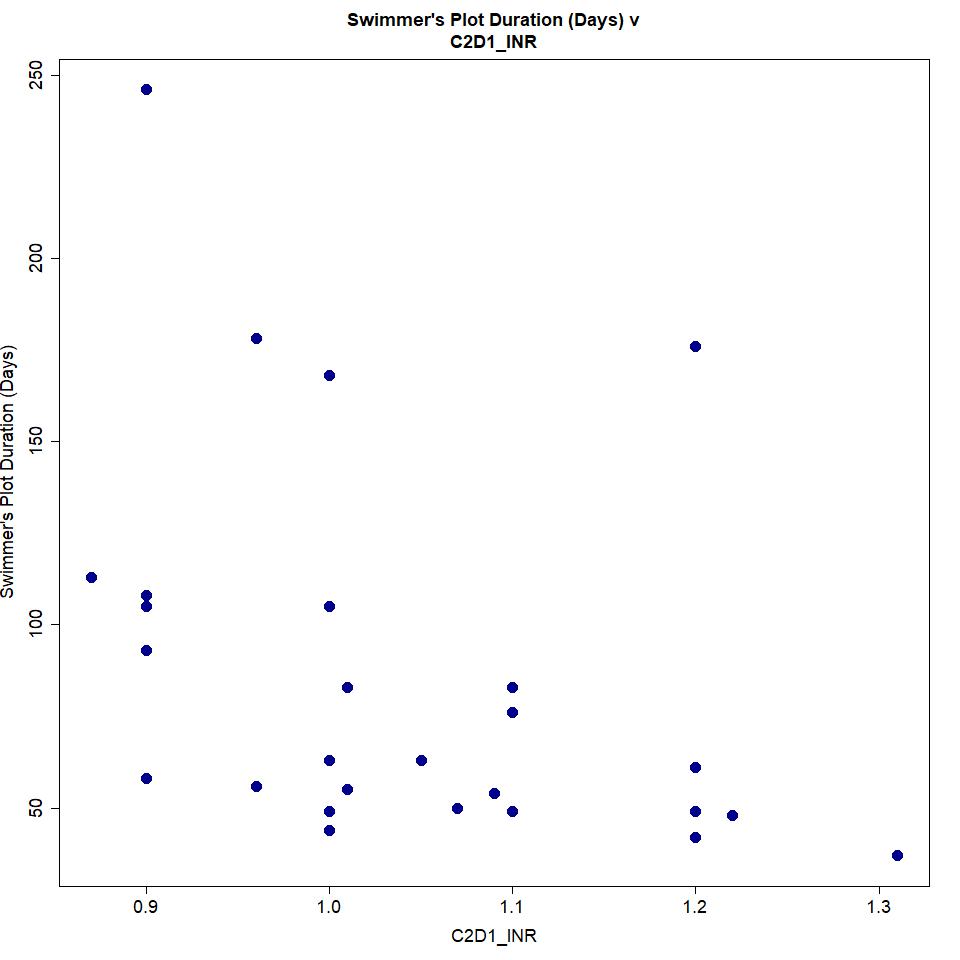 Swimmer's Plot Duration (Days) v
C2D1_INR
Swimmer's Plot Duration (Days)
250
200
150
100
50
0.9
1.0
1.1
1.2
1.3
C2D1_INR